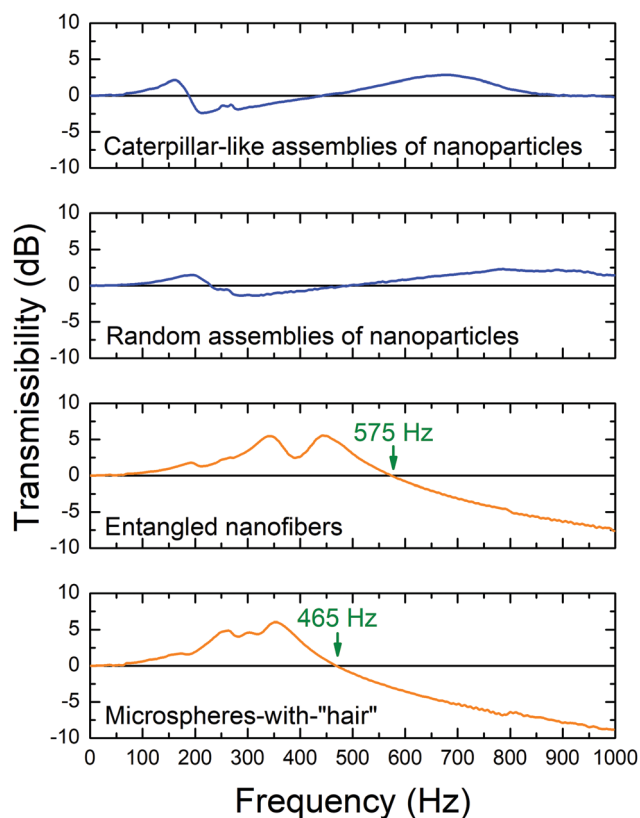 10
5
0
-5
-10
Caterpillar-like assemblies of nanoparticles
10
5
0
-5
-10
Random assemblies of nanoparticles
Transmissibility (dB)
10
5
0
-5
-10
575 Hz
Entangled nanofibers
10
5
0
-5
-10
465 Hz
Microspheres-with-"hair"
0 100 200 300 400 500 600 700 800 900 1000
Frequency (Hz)